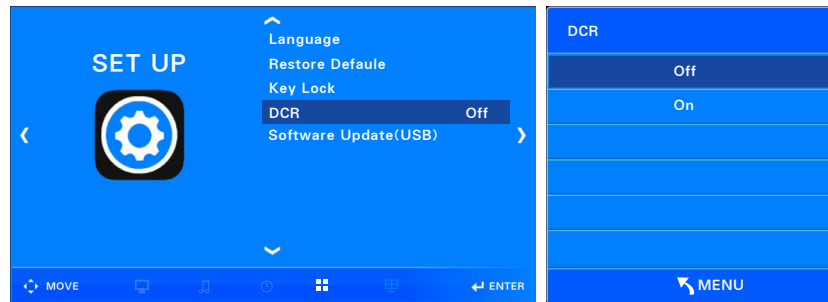 SET UP
Language
Restore Defaule
Key Lock
DCR Off
Software Update(USB)
MOVE
ENTER
DCR
Off
On
MENU